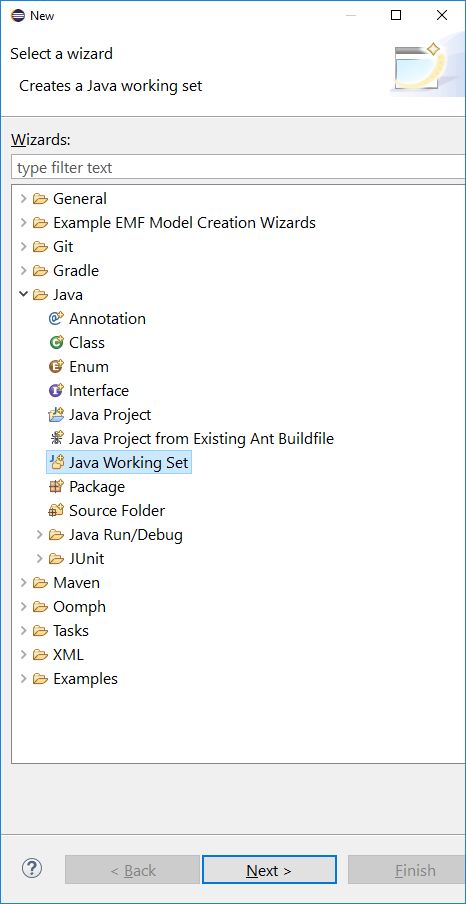 New
Select a wizard
Creates a Java working set
Wizards:
type filter text
General
Example EMF Model Creation Wizards
Git
Gradle
Java
Annotation
Class
Enum
Interface
Java Project
Java Project from Existing Ant Buildfile
Java Working Set
Package
Source Folder
Java Run/Debug
JUnit
Maven
Oomph
Tasks
XML
Examples
? < Back Next > Finish